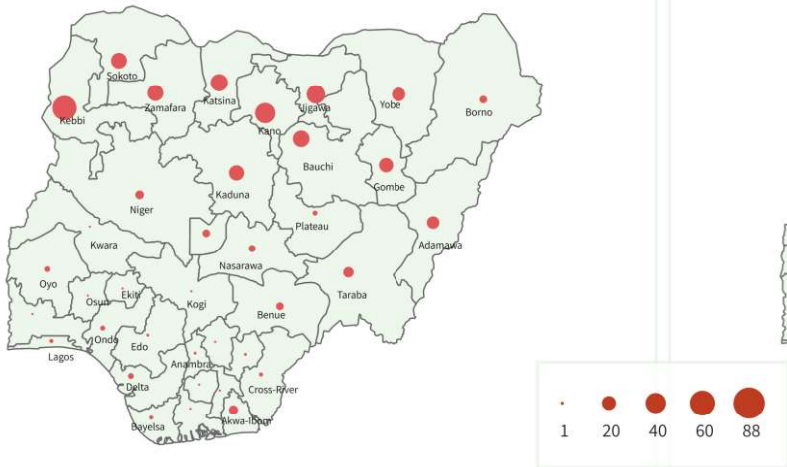 Sokoto
Zamafara
Katsina
Kebbi
Kano
Jigawa
Yobe
Borno
Bauchi
Gombe
Kaduna
Niger
Plateau
Adamawa
Kwara
Nasarawa
Taraba
Oyo
Osun
Ekiti
Kogi
Benue
Ondo
Edo
Lagos
Anambra
Delta
Cross-River
Bayelsa
Akwa-Ibom
1 20 40 60 88